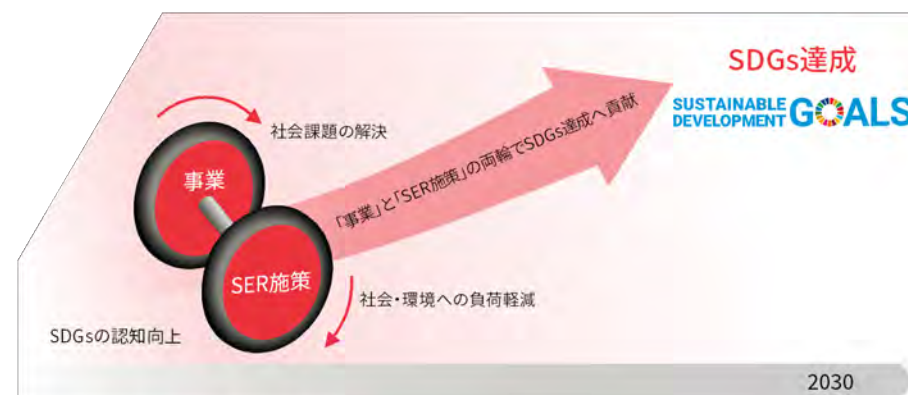 SDGs達成
SUSTAINABLE
DEVELOPMENT GOALS
社会課題の解決
「事業」と「SER施策」の両輪でSDGs達成へ貢献
事業
SER施策
社会・環境への負荷軽減
SDGsの認知向上
2030